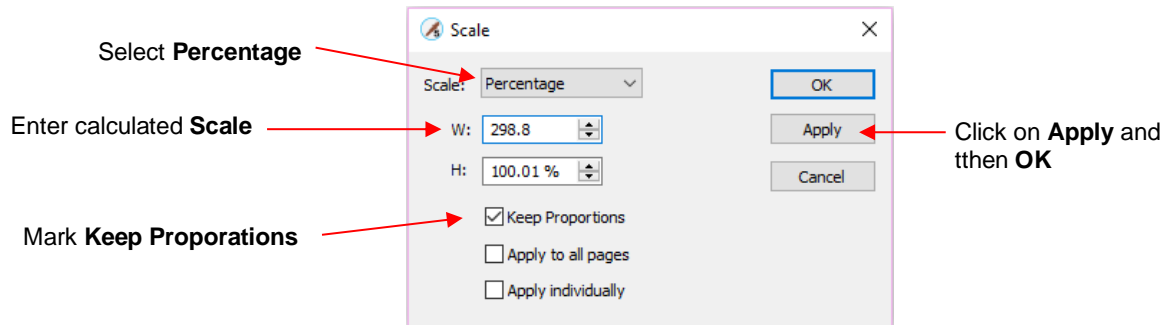 Scale
Select Percentage
Scale: Percentage
OK
Enter calculated Scale
W: 298.8
Apply
Click on Apply and
tthen OK
H: 100.01 %
Cancel
Keep Proportions
Mark Keep Proporations
Apply to all pages
Apply individually